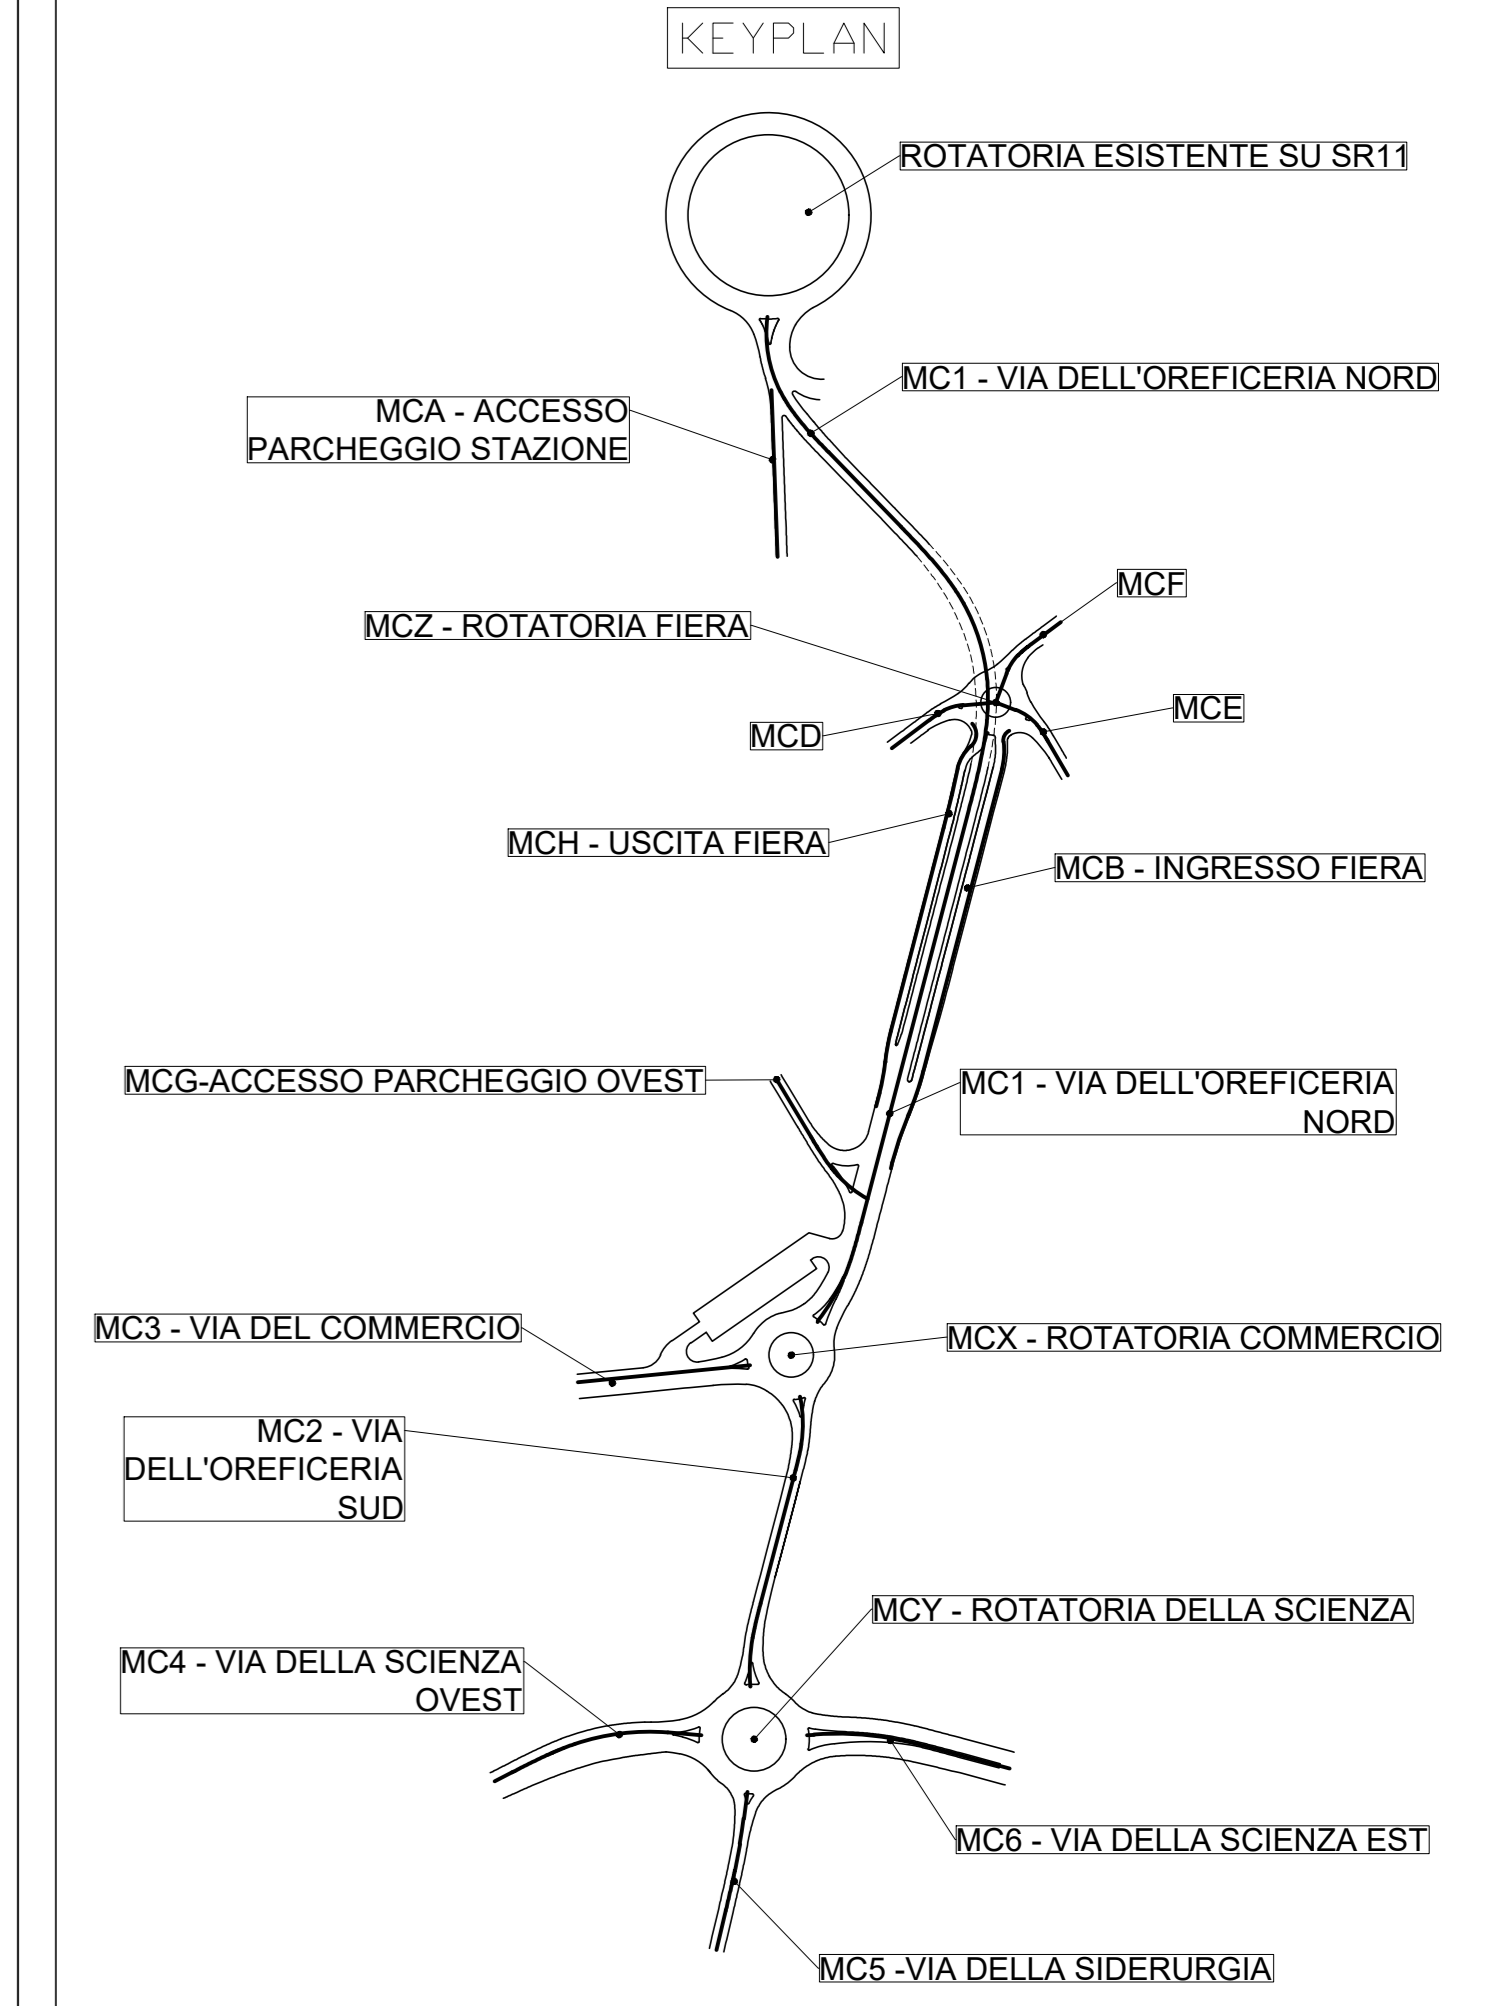 KEYPLAN
ROTATORIA ESISTENTE SU SR11
MC1 - VIA DELL'OREFICERIA NORD
MCA - ACCESSO
PARCHEGGIO STAZIONE
MCF
MCZ - ROTATORIA FIERA
MCE
MCD
MCH - USCITA FIERA
MCB - INGRESSO FIERA
MCG-ACCESSO PARCHEGGIO OVEST
MC1 - VIA DELL'OREFICERIA
NORD
MC3 - VIA DEL COMMERCIO
MCX - ROTATORIA COMMERCIO
MC2 - VIA
DELL'OREFICERIA
SUD
MCY - ROTATORIA DELLA SCIENZA
MC4 - VIA DELLA SCIENZA
OVEST
MC6 - VIA DELLA SCIENZA EST
MC5 -VIA DELLA SIDERURGIA